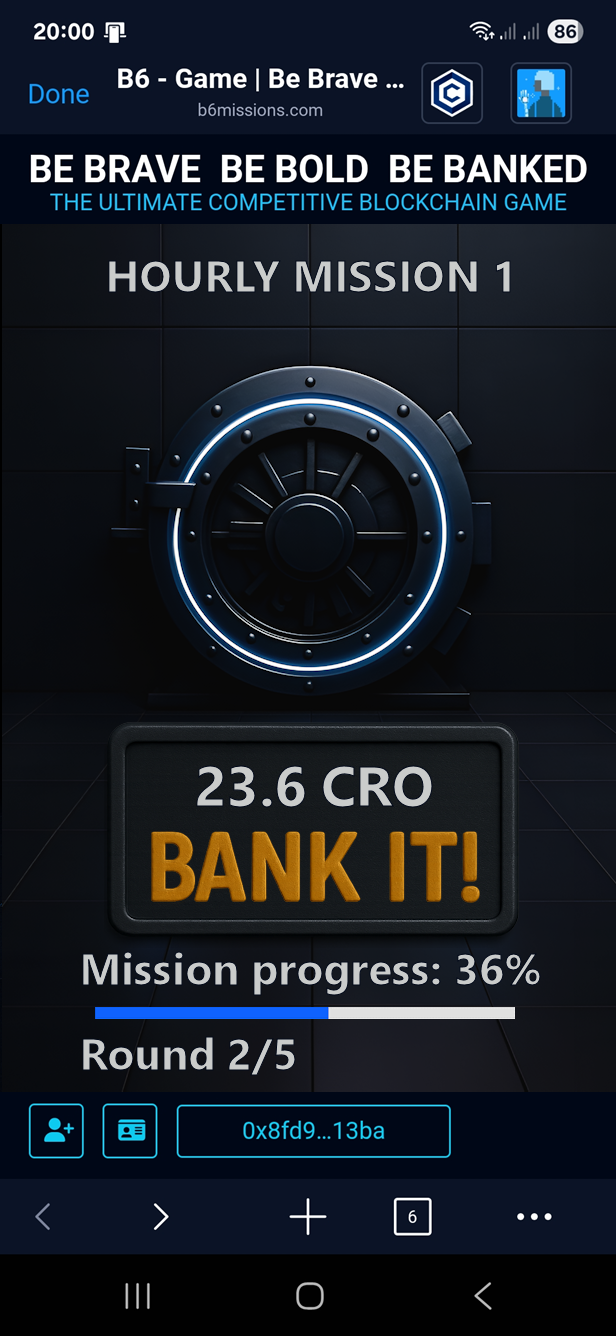 20:00
86
Done
B6 - Game | Be Brave ...
b6missions.com
BE BRAVE BE BOLD BE BANKED
THE ULTIMATE COMPETITIVE BLOCKCHAIN GAME
HOURLY MISSION 1
23.6 CRO
BANK IT!
Mission progress: 36%
Round 2/5
0x8fd9...13ba
6